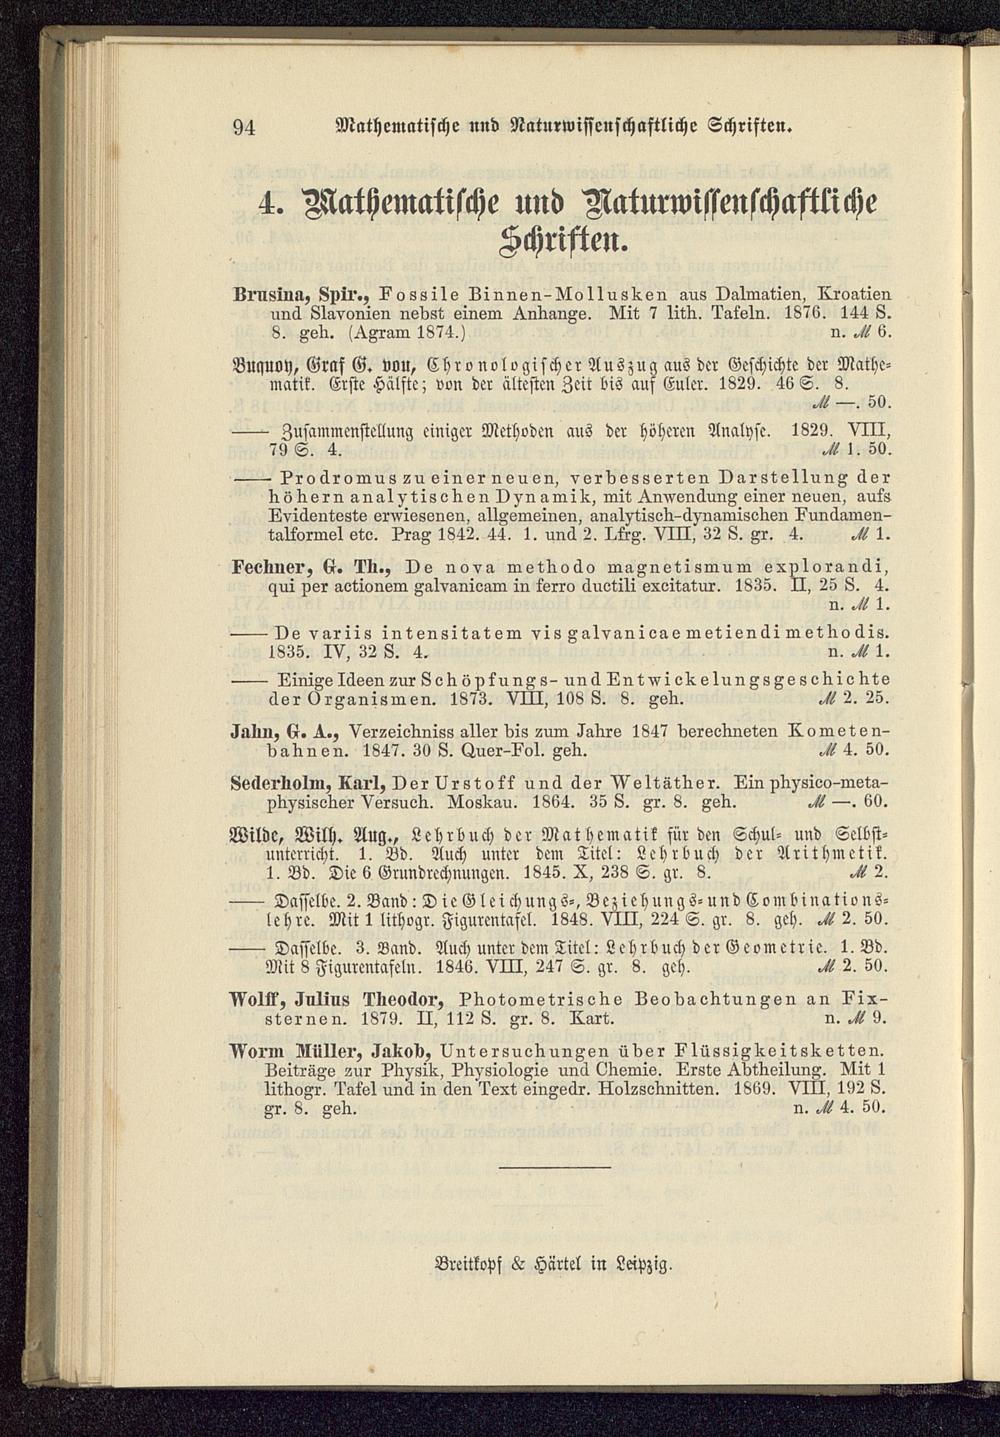 94 Mathematische und Naturwissenschaftliche Schriften.
4. Mathematische und Naturwissenschaftliche
Schriften.
Brusina, Spir., Fossile Binnen-Mollusken aus Dalmatien, Kroatien
und Slavonien nebst einem Anhange. Mit 7 lith. Tafeln. 1876. 144 S.
8. geh. (Agram 1874.) n. ℳ 6.
Buquoy, Graf G. von, Chronologischer Auszug aus der Geschichte der Mathe-
matik. Erste Hälfte; von der ältesten Zeit bis auf Euler. 1829. 46 S. 8.
ℳ —. 50.
—— Zusammenstellung einiger Methoden aus der höheren Analyse. 1829. VIII,
79 S. 4. ℳ 1. 50.
—— Prodromus zu einer neuen, verbesserten Darstellung der
höhern analytischen Dynamik, mit Anwendung einer neuen, aufs
Evidenteste erwiesenen, allgemeinen, analytisch-dynamischen Fundamen-
talformel etc. Prag 1842. 44. 1. und 2. Lfrg. VIII, 32 S. gr. 4. ℳ 1.
Fechner, G. Th., De nova methodo magnetismum explorandi,
qui per actionem galvanicam in ferro ductili excitatur. 1835. II, 25 S. 4.
n. ℳ 1.
—— De variis intensitatem vis galvanicae metiendi methodis.
1835. IV, 32 S. 4. n. ℳ 1.
—— Einige Ideen zur Schöpfungs- und Entwickelungsgeschichte
der Organismen. 1873. VIII, 108 S. 8. geh. ℳ 2. 25.
Jahn, G. A., Verzeichniss aller bis zum Jahre 1847 berechneten Kometen-
bahnen. 1847. 30 S. Quer-Fol. geh. ℳ 4. 50.
Sederholm, Karl, Der Urstoff und der Weltäther. Ein physico-meta-
physischer Versuch. Moskau. 1864. 35 S. gr. 8. geh. ℳ —. 60.
Wilde, Wilh. Aug., Lehrbuch der Mathematik für den Schul- und Selbst-
unterricht. 1. Bd. Auch unter dem Titel: Lehrbuch der Arithmetik.
1. Bd. Die 6 Grundrechnungen. 1845. X, 238 S. gr. 8. ℳ 2.
—— Dasselbe. 2. Band: Die Gleichungs-, Beziehungs- und Combinations-
lehre. Mit 1 lithogr. Figurentafel. 1848. VIII, 224 S. gr. 8. geh. ℳ 2. 50.
—— Dasselbe. 3. Band. Auch unter dem Titel: Lehrbuch der Geometrie. 1. Bd.
Mit 8 Figurentafeln. 1846. VIII, 247 S. gr. 8. geh. ℳ 2. 50.
Wolff, Julius Theodor, Photometrische Beobachtungen an Fix-
sternen. 1879. II, 112 S. gr. 8. Kart. n. ℳ 9.
Worm Müller, Jakob, Untersuchungen über Flüssigkeitsketten.
Beiträge zur Physik, Physiologie und Chemie. Erste Abtheilung. Mit 1
lithogr. Tafel und in den Text eingedr. Holzschnitten. 1869. VIII, 192 S.
gr. 8. geh. n. ℳ 4. 50.
Breitkopf & Härtel in Leipzig.